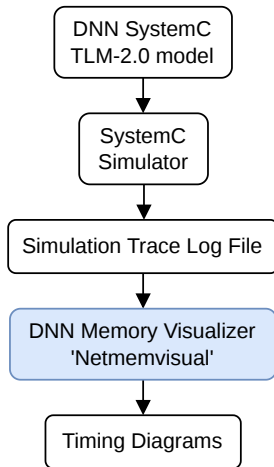 DNN SystemC
TLM-2.0 model
SystemC
Simulator
Simulation Trace Log File
DNN Memory Visualizer
'Netmemvisual'
Timing Diagrams